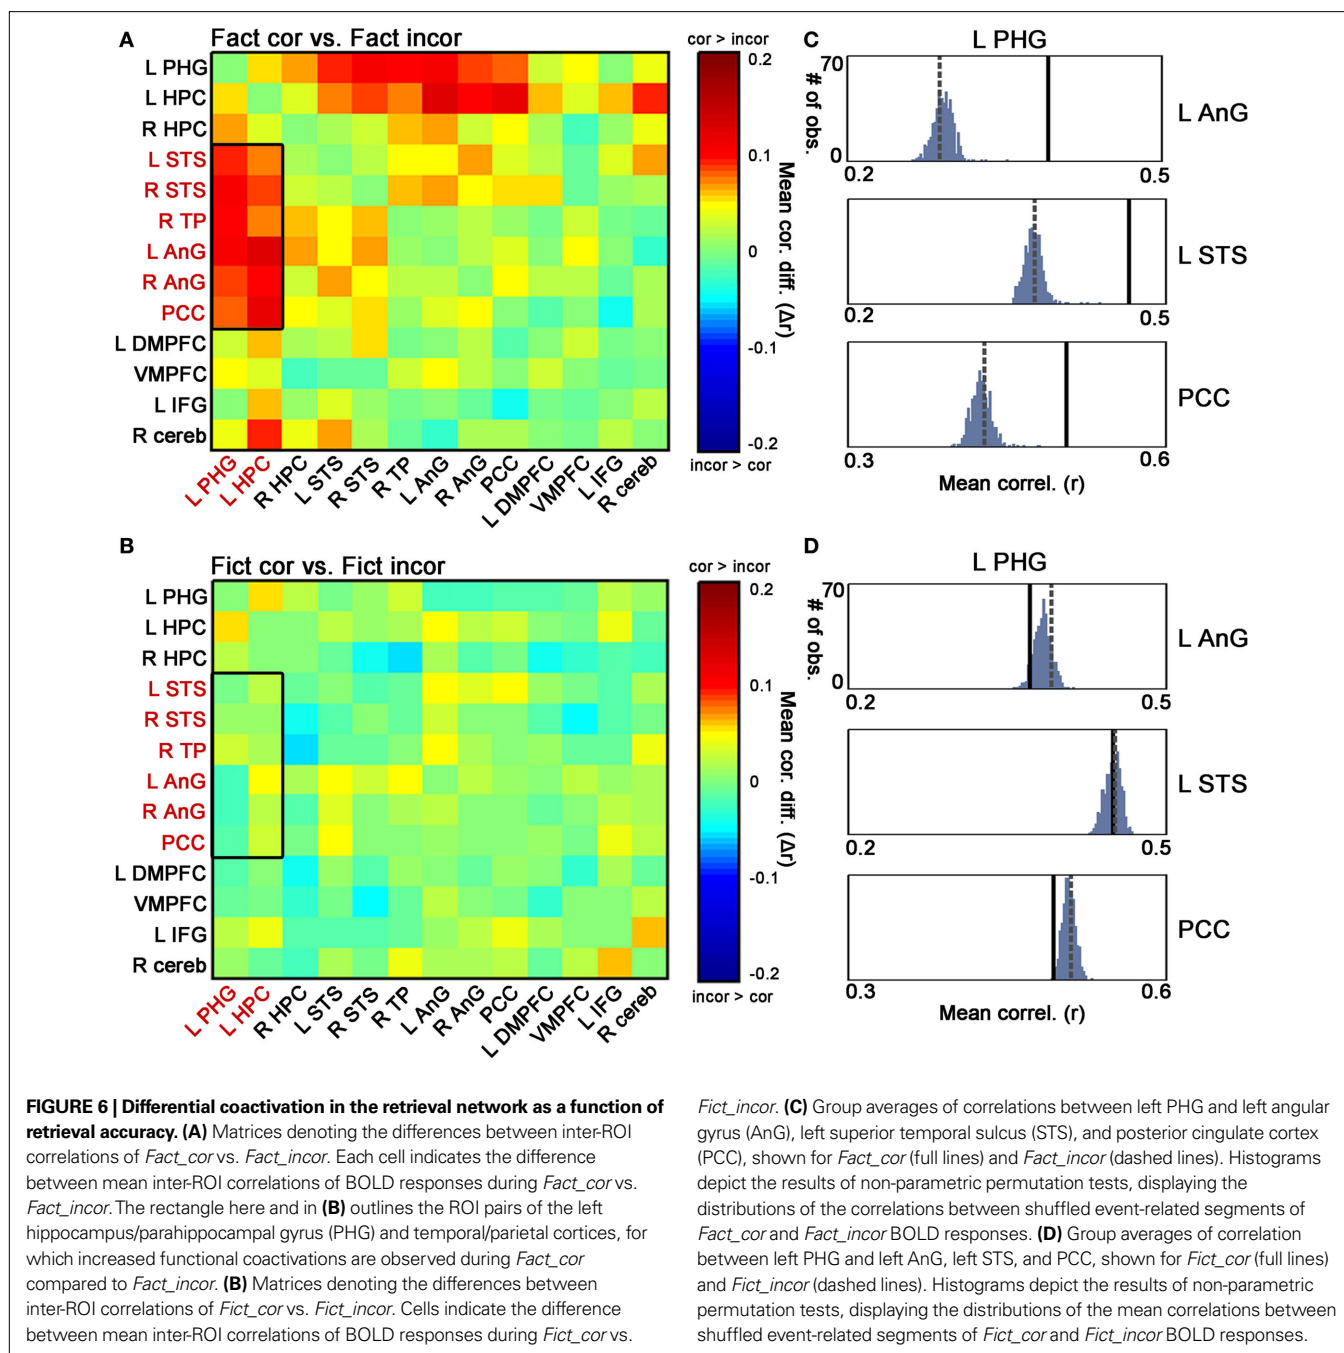 A
Fact cor vs. Fact incor
L PHG
L HPC
R HPC
L STS
R STS
R TP
L AnG
R AnG
PCC
L DMPFC
VMPFC
L IFG
R cereb
L PHG
L HPC
R HPC
L STS
R STS
R TP
L AnG
R AnG
PCC
L DMPFC
VMPFC
L IFG
R cereb
cor > incor
0.2
0.1
0
-0.1
-0.2
incor > cor
Mean cor. diff. (Δr)
C
L PHG
70
0
# of obs.
0.2
0.5
L AnG
0.2
0.5
L STS
0.3
0.6
PCC
Mean correl. (r)
B
Fict cor vs. Fict incor
L PHG
L HPC
R HPC
L STS
R STS
R TP
L AnG
R AnG
PCC
L DMPFC
VMPFC
L IFG
R cereb
L PHG
L HPC
R HPC
L STS
R STS
R TP
L AnG
R AnG
PCC
L DMPFC
VMPFC
L IFG
R cereb
cor > incor
0.2
0.1
0
-0.1
-0.2
incor > cor
Mean cor. diff. (Δr)
D
L PHG
70
0
# of obs.
0.2
0.5
L AnG
0.2
0.5
L STS
0.3
0.6
PCC
Mean correl. (r)
FIGURE 6 | Differential coactivation in the retrieval network as a function of
retrieval accuracy. (A) Matrices denoting the differences between inter-ROI
correlations of Fact_cor vs. Fact_incor. Each cell indicates the difference
between mean inter-ROI correlations of BOLD responses during Fact_cor vs.
Fact_incor. The rectangle here and in (B) outlines the ROI pairs of the left
hippocampus/parahippocampal gyrus (PHG) and temporal/parietal cortices, for
which increased functional coactivations are observed during Fact_cor
compared to Fact_incor. (B) Matrices denoting the differences between
inter-ROI correlations of Fict_cor vs. Fict_incor. Cells indicate the difference
between mean inter-ROI correlations of BOLD responses during Fict_cor vs.
Fict_incor. (C) Group averages of correlations between left PHG and left angular
gyrus (AnG), left superior temporal sulcus (STS), and posterior cingulate cortex
(PCC), shown for Fact_cor (full lines) and Fact_incor (dashed lines). Histograms
depict the results of non-parametric permutation tests, displaying the
distributions of the correlations between shuffled event-related segments of
Fact_cor and Fact_incor BOLD responses. (D) Group averages of correlation
between left PHG and left AnG, left STS, and PCC, shown for Fict_cor (full lines)
and Fict_incor (dashed lines). Histograms depict the results of non-parametric
permutation tests, displaying the distributions of the mean correlations between
shuffled event-related segments of Fict_cor and Fict_incor BOLD responses.